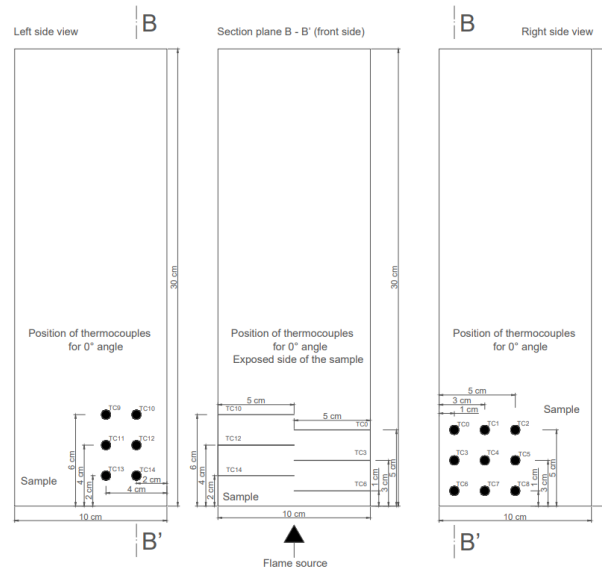 B
B
Left side view
Section plane B - B' (front side)
Right side view
30 cm
30 cm
Position of thermocouples
for 0° angle
Position of thermocouples
for 0° angle
Exposed side of the sample
Position of thermocouples
for 0° angle
5 cm
5 cm
5 cm
3 cm
1 cm
Sample
TC9
TC10
TC11
TC12
TC13
TC14
6 cm
4 cm
2 cm
2 cm
4 cm
Sample
10 cm
TC10
TC12
TC14
TC0
TC3
TC6
6 cm
4 cm
2 cm
1 cm
3 cm
5 cm
Sample
10 cm
TC0
TC1
TC2
TC3
TC4
TC5
TC6
TC7
TC8
1 cm
3 cm
5 cm
10 cm
B'
B'
Flame source